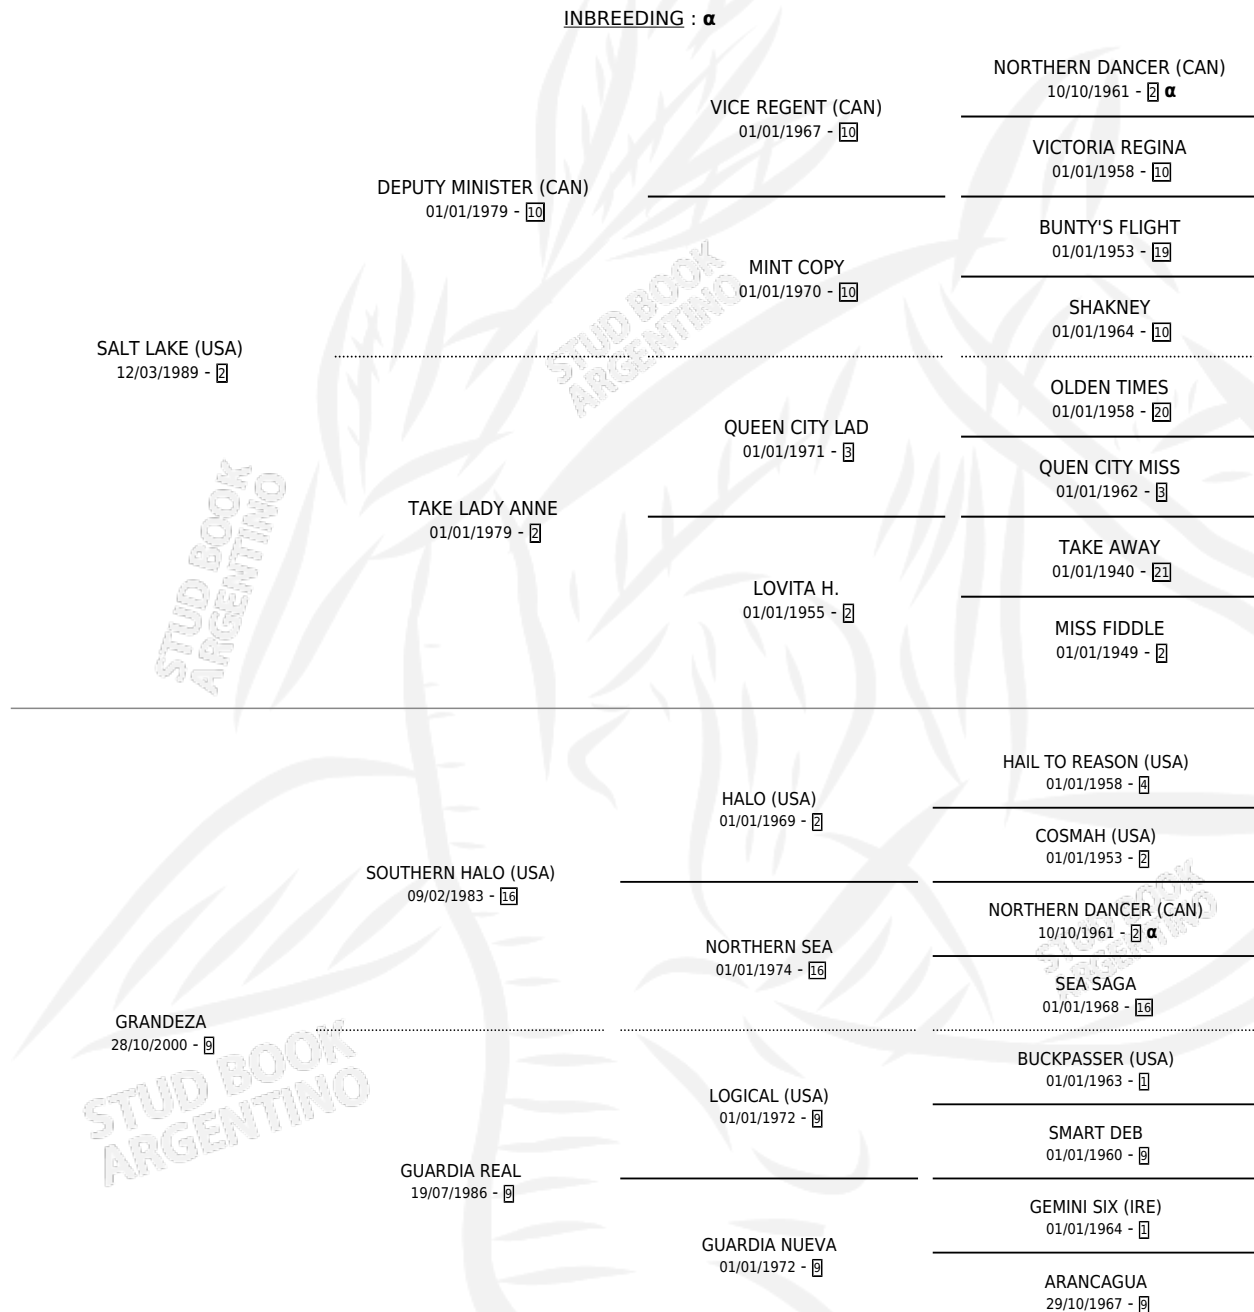 INBREEDING : α
NORTHERN DANCER (CAN)
10/10/1961 - 2 α
VICE REGENT (CAN)
01/01/1967 - 10
VICTORIA REGINA
01/01/1958 - 10
DEPUTY MINISTER (CAN)
01/01/1979 - 10
BUNTY'S FLIGHT
01/01/1953 - 19
MINT COPY
01/01/1970 - 10
SHAKNEY
01/01/1964 - 10
SALT LAKE (USA)
12/03/1989 - 2
OLDEN TIMES
01/01/1958 - 20
QUEEN CITY LAD
01/01/1971 - 3
QUEN CITY MISS
01/01/1962 - 3
TAKE LADY ANNE
01/01/1979 - 2
TAKE AWAY
01/01/1940 - 21
LOVITA H.
01/01/1955 - 2
MISS FIDDLE
01/01/1949 - 2
HAIL TO REASON (USA)
01/01/1958 - 4
HALO (USA)
01/01/1969 - 2
COSMAH (USA)
01/01/1953 - 2
SOUTHERN HALO (USA)
09/02/1983 - 16
NORTHERN DANCER (CAN)
10/10/1961 - 2 α
NORTHERN SEA
01/01/1974 - 16
SEA SAGA
01/01/1968 - 16
GRANDEZA
28/10/2000 - 9
BUCKPASSER (USA)
01/01/1963 - 1
LOGICAL (USA)
01/01/1972 - 9
SMART DEB
01/01/1960 - 9
GUARDIA REAL
19/07/1986 - 9
GEMINI SIX (IRE)
01/01/1964 - 1
GUARDIA NUEVA
01/01/1972 - 9
ARANCAGUA
29/10/1967 - 9
STUD BOOK
ARGENTINO
STUD BOOK
ARGENTINO
STUD BOOK
ARGENTINO
STUD BOOK
ARGENTINO